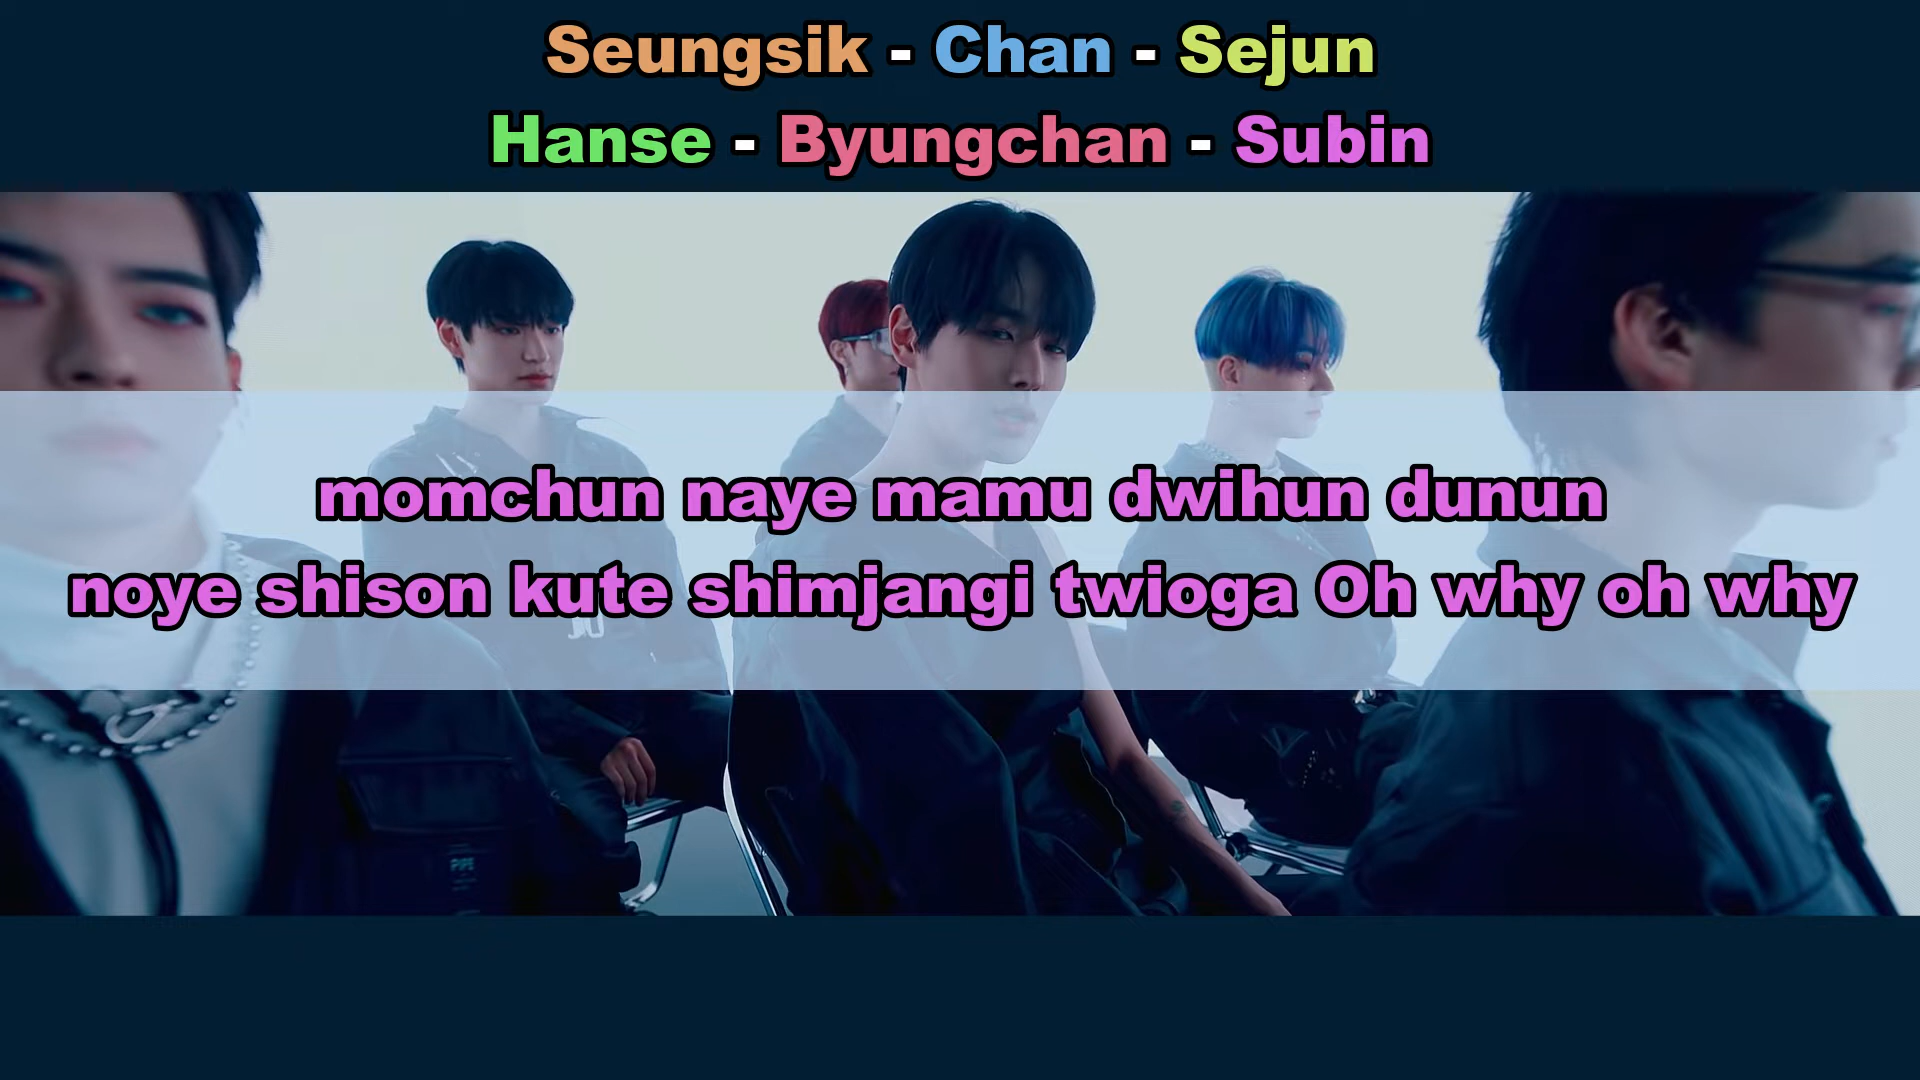 Seungsik - Chan - Sejun
Hanse - Byungchan - Subin
momchun naye mamu dwihun dunun
noye shison kute shimjangi twioga Oh why oh why
PIPE